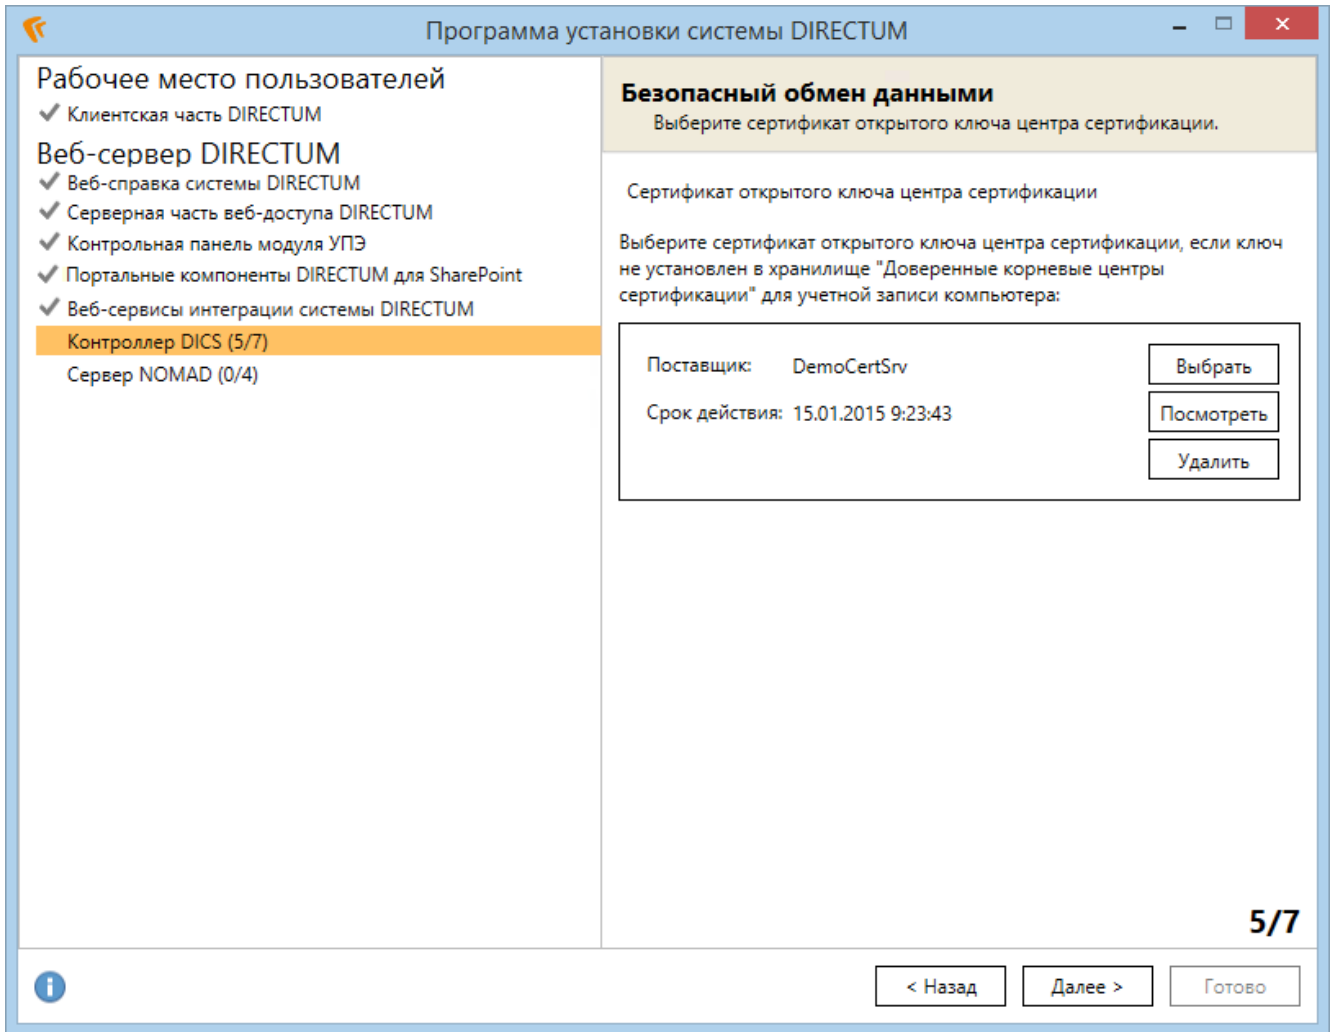 Программа установки системы DIRECTUM
Рабочее место пользователей
Клиентская часть DIRECTUM
Веб-сервер DIRECTUM
Веб-справка системы DIRECTUM
Серверная часть веб-доступа DIRECTUM
Контрольная панель модуля УПЭ
Портальные компоненты DIRECTUM для SharePoint
Веб-сервисы интеграции системы DIRECTUM
Контроллер DICS (5/7)
Сервер NOMAD (0/4)
Безопасный обмен данными
Выберите сертификат открытого ключа центра сертификации.
Сертификат открытого ключа центра сертификации
Выберите сертификат открытого ключа центра сертификации, если ключ
не установлен в хранилище "Доверенные корневые центры
сертификации" для учетной записи компьютера:
Поставщик: DemoCertSrv
Выбрать
Срок действия: 15.01.2015 9:23:43
Посмотреть
Удалить
5/7
< Назад
Далее >
Готово